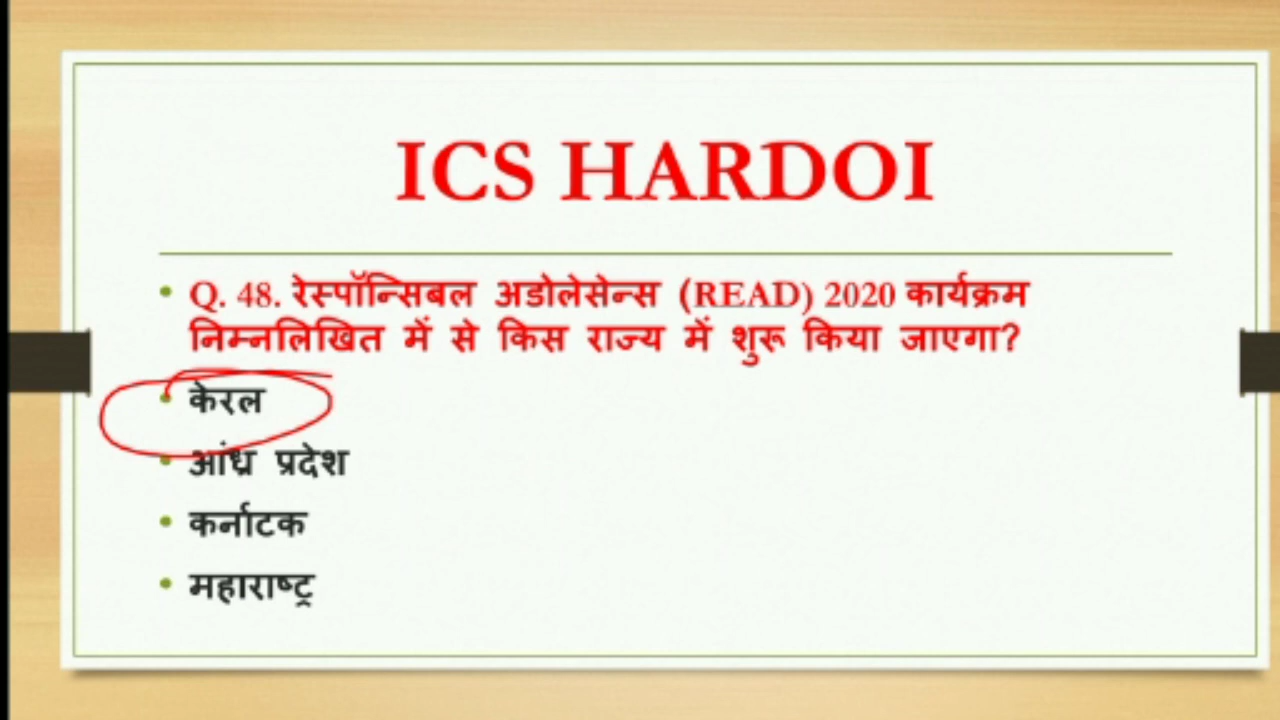 ICS HARDOI
• Q. 48. रेस्पॉन्सिबल अडोलेसेन्स (READ) 2020 कार्यक्रम
निम्नलिखित में से किस राज्य में शुरू किया जाएगा?
• केरल
• आंध्र प्रदेश
• कर्नाटक
• महाराष्ट्र